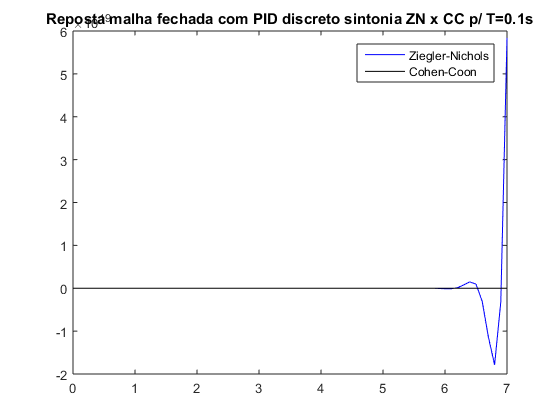 Reposta malha fechada com PID discreto sintonia ZN x CC p/ T=0.1s
6
Ziegler-Nichols
5
Cohen-Coon
4
3
2
1
0
-1
-2
0 1 2 3 4 5 6 7